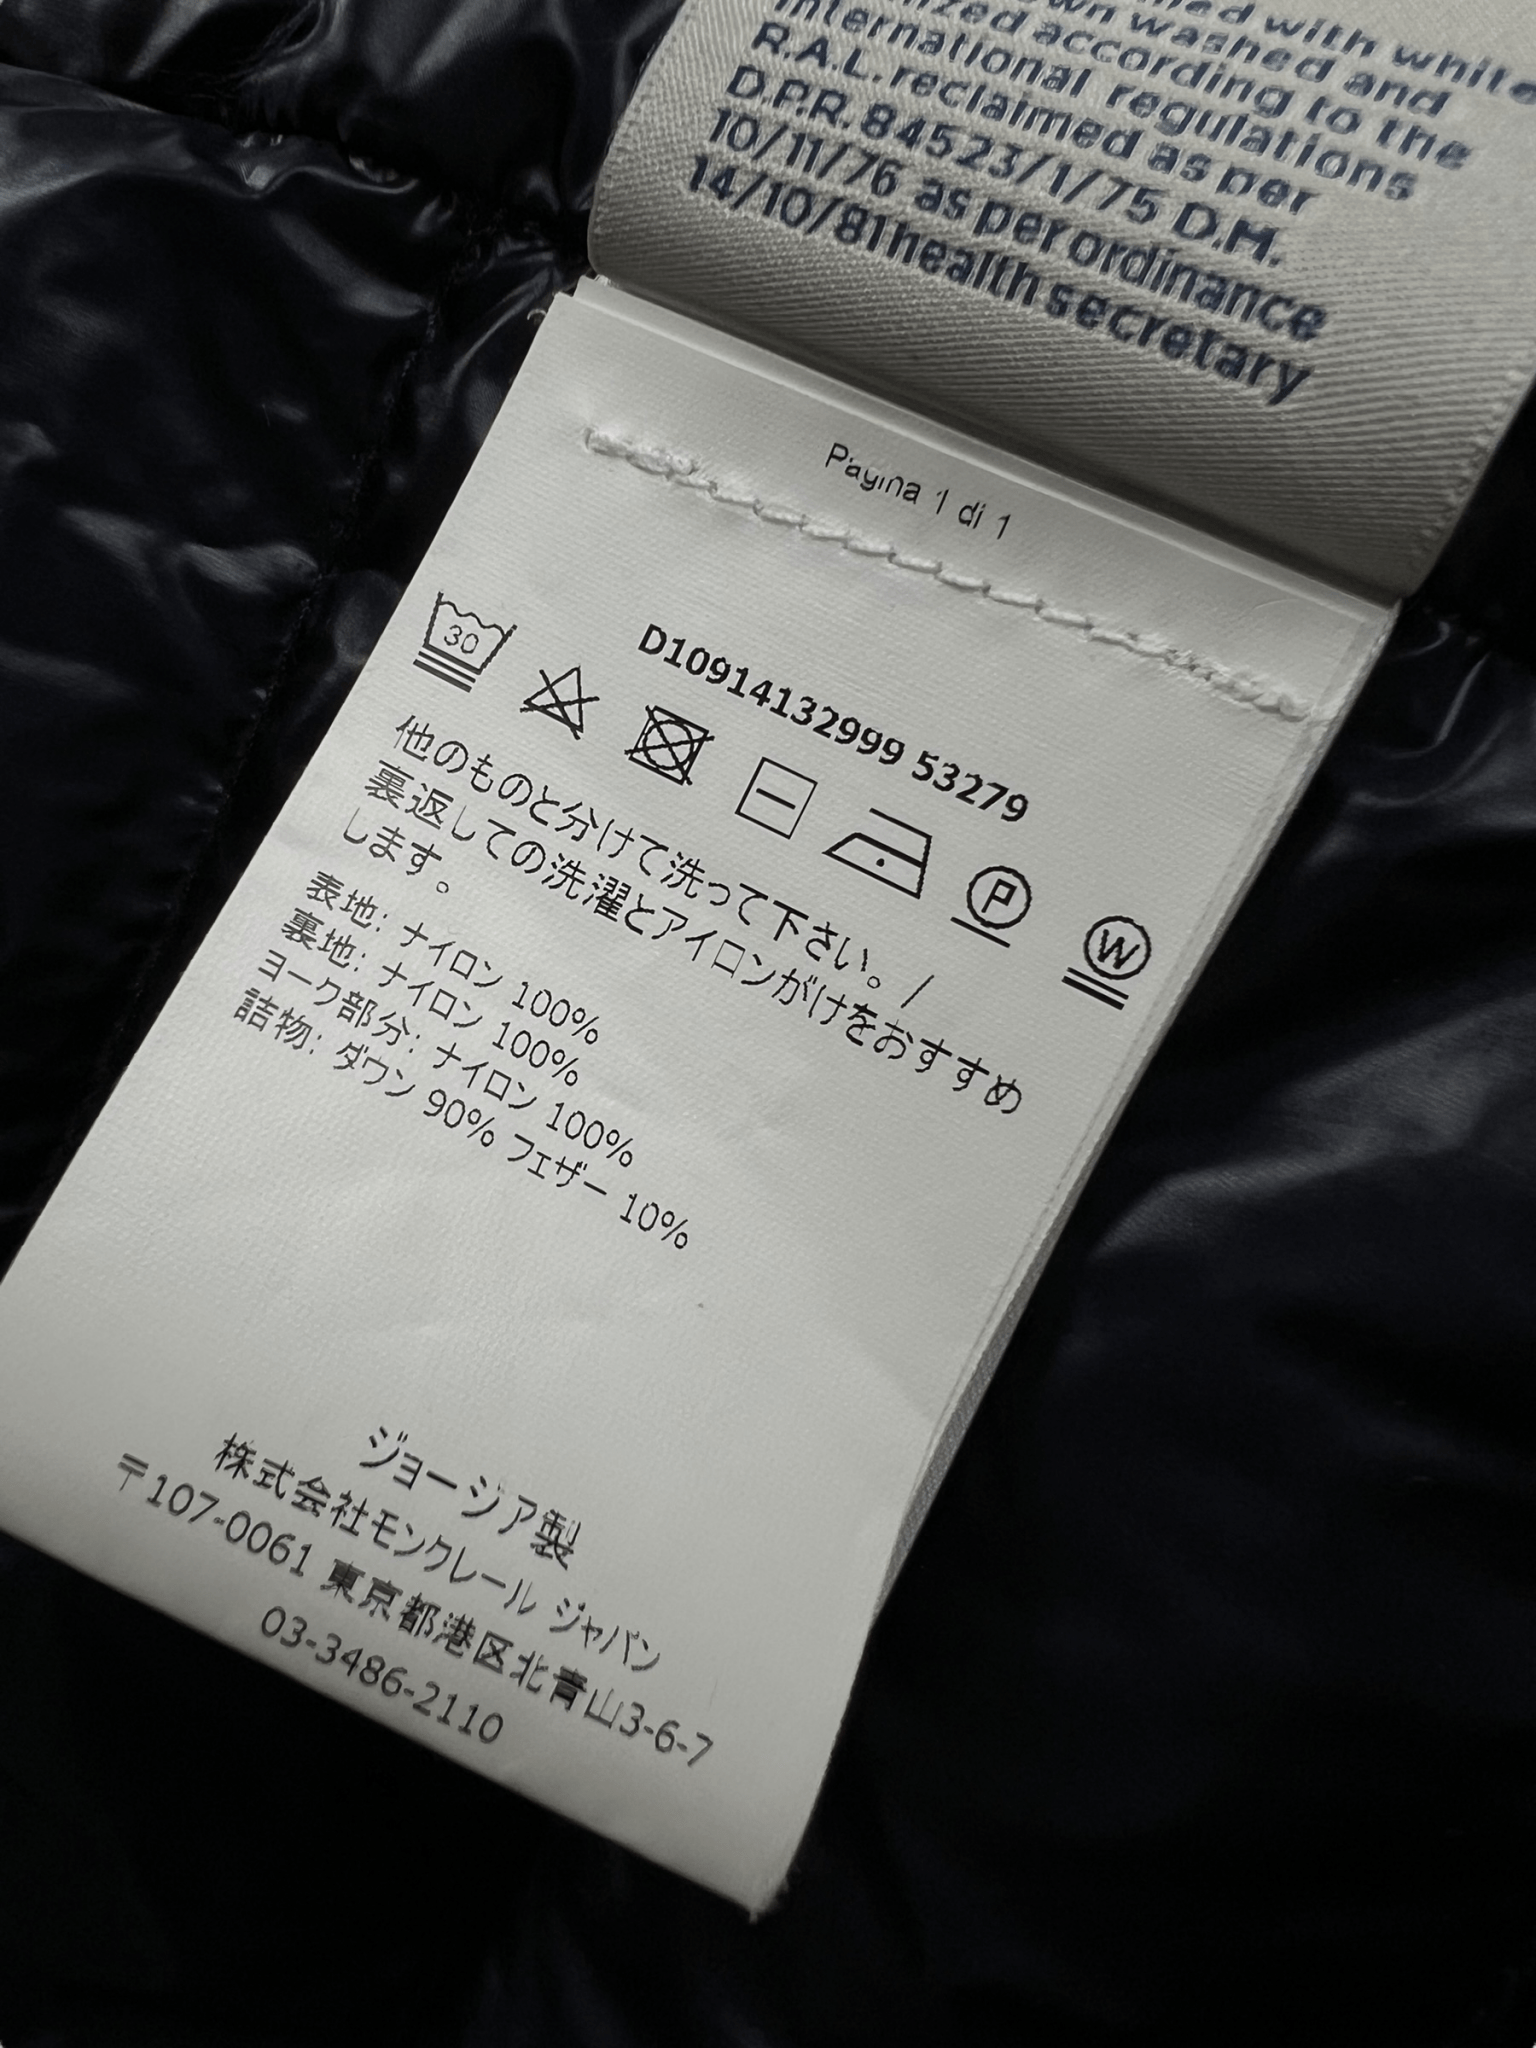 with white
washed and
according to the
International regulations
R.A.L. reclaimed as per
D.P.R. 84523/1/75 D.M.
10/11/76 as per ordinance
14/10/81 health secretary
Pagina 1 di 1
D10914132999 53279
30
P
W
他のものと分けて洗って下さい。/
裏返しての洗濯とアイロンがけをおすすめ
します。
表地: ナイロン 100%
裏地: ナイロン 100%
ヨーク部分: ナイロン 100%
詰物: ダウン 90% フェザー 10%
ジョージア製
株式会社モンクレール ジャパン
〒107-0061 東京都港区北青山3-6-7
03-3486-2110